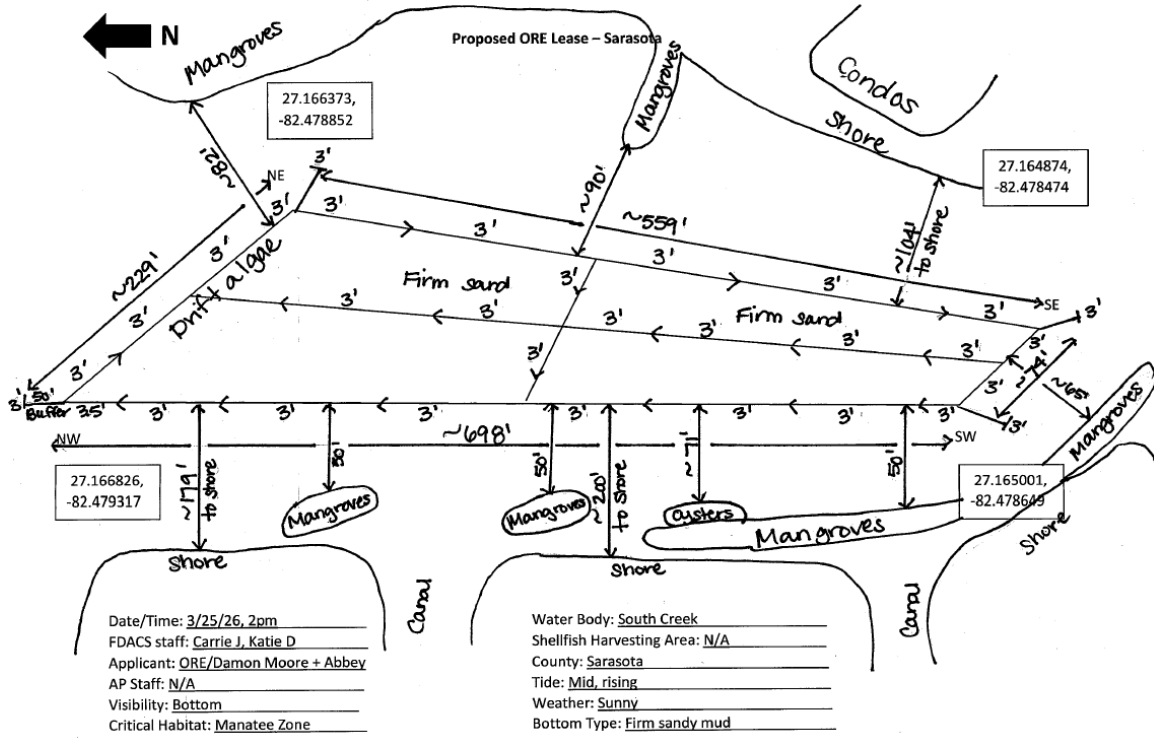 N
Proposed ORE Lease – Sarasota
Mangroves
Mangroves
Condos
Shore
27.166373,
-82.478852
27.164874,
-82.478474
~82'
NE
3'
3'
~90'
~559'
~104'
to shore
~229'
3'
3'
3'
3'
3'
3'
3'
3'
Drift algae
Firm sand
3'
Firm sand
SE
3'
3'
3'
3'
3'
3'
3'
3'
3'
3'
3'
~74'
~65'
Mangroves
3'
50'
Buffer
3.5'
3'
3'
3'
3'
3'
3'
3'
3'
NW
~698'
SW
27.166826,
-82.479317
~179'
to shore
50'
50'
~200'
to shore
~71'
50'
27.165001,
-82.478649
Mangroves
Mangroves
Oysters
Mangroves
Shore
Shore
Shore
Canal
Canal
Date/Time: 3/25/26, 2pm
FDACS staff: Carrie J, Katie D
Applicant: ORE/Damon Moore + Abbey
AP Staff: N/A
Visibility: Bottom
Critical Habitat: Manatee Zone
Water Body: South Creek
Shellfish Harvesting Area: N/A
County: Sarasota
Tide: Mid, rising
Weather: Sunny
Bottom Type: Firm sandy mud